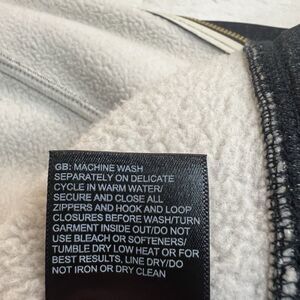 GB: MACHINE WASH
SEPARATELY ON DELICATE
CYCLE IN WARM WATER/
SECURE AND CLOSE ALL
ZIPPERS AND HOOK AND LOOP
CLOSURES BEFORE WASH/TURN
GARMENT INSIDE OUT/DO NOT
USE BLEACH OR SOFTENERS/
TUMBLE DRY LOW HEAT OR FOR
BEST RESULTS, LINE DRY/DO
NOT IRON OR DRY CLEAN